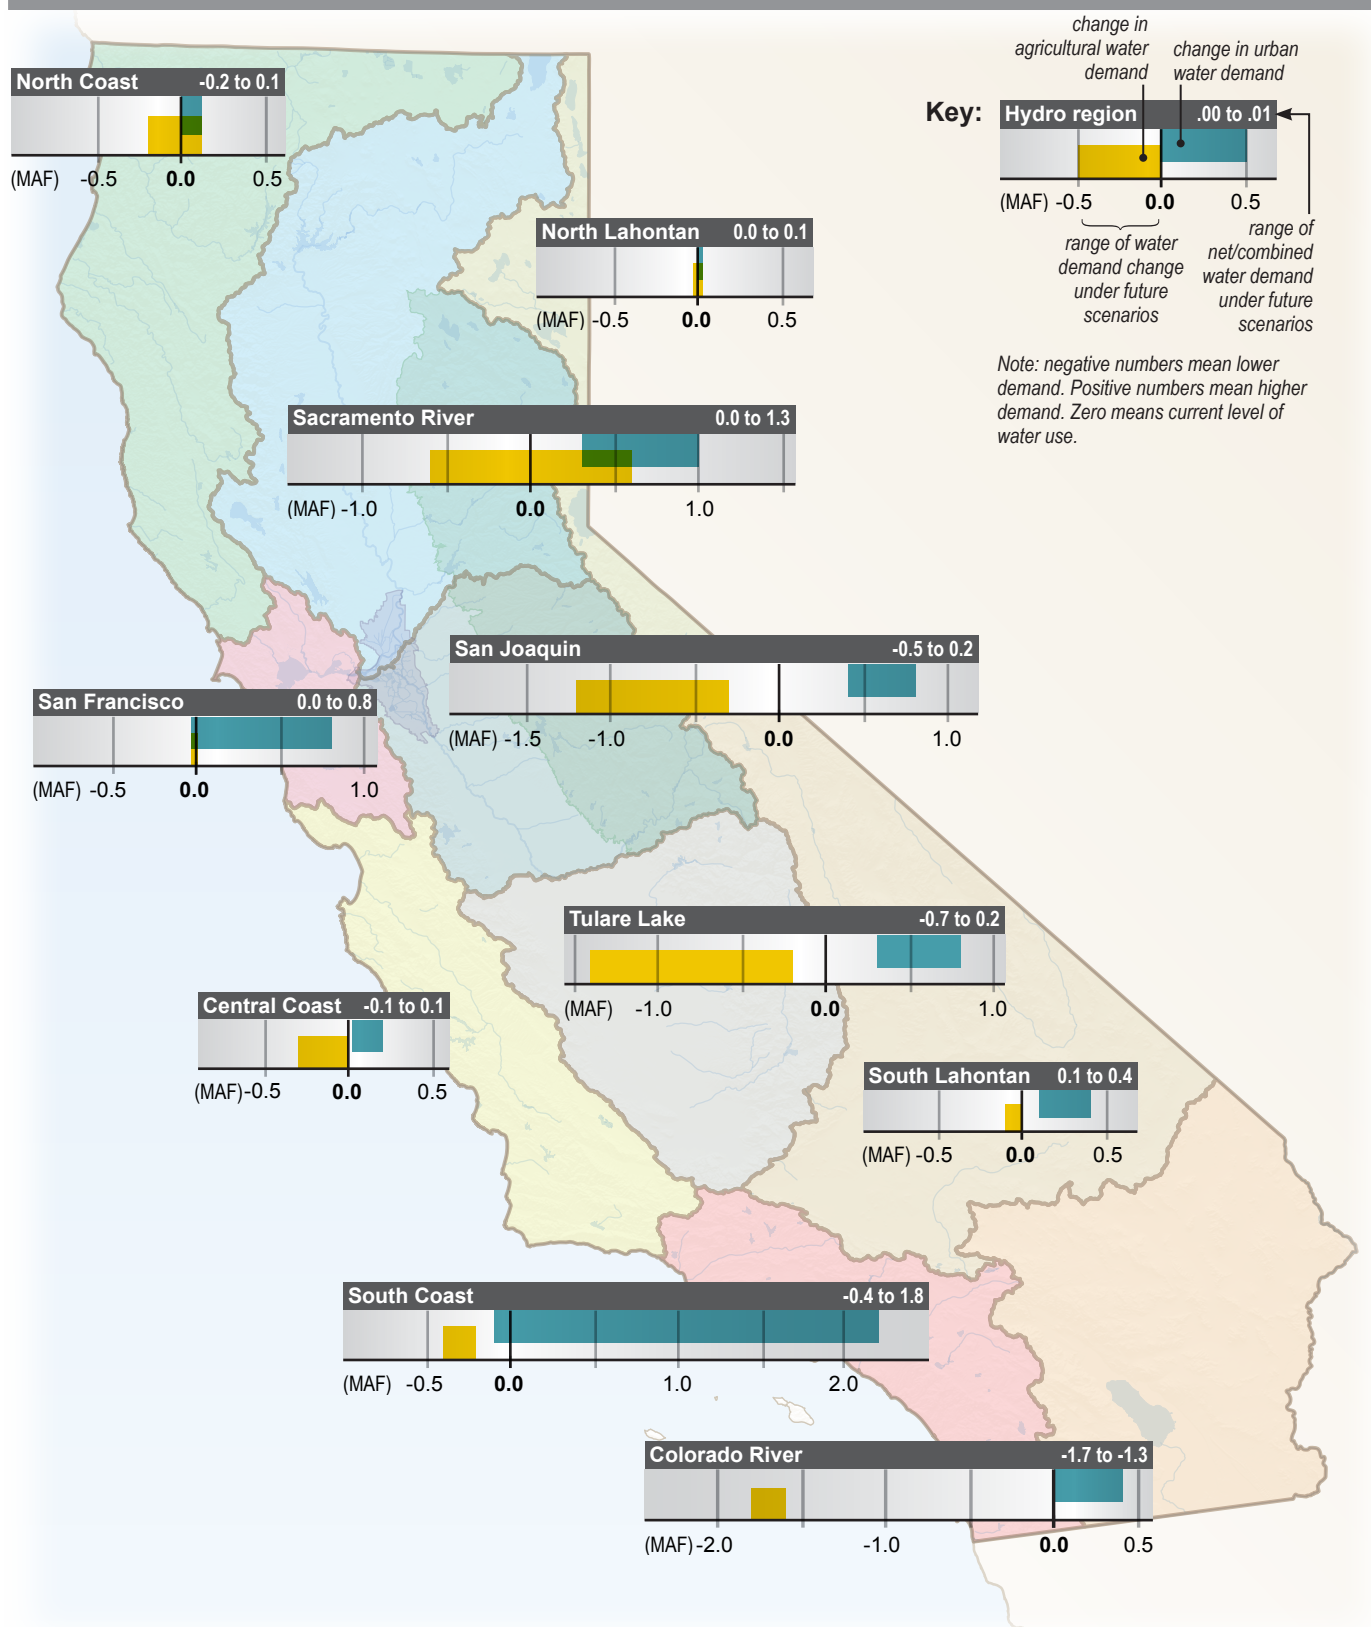 North Coast -0.2 to 0.1
(MAF) -0.5 0.0 0.5
change in
agricultural water
demand
change in urban
water demand
Key:
Hydro region .00 to .01
(MAF) -0.5 0.0 0.5
range of water
demand change
under future
scenarios
range of
net/combined
water demand
under future
scenarios
Note: negative numbers mean lower
demand. Positive numbers mean higher
demand. Zero means current level of
water use.
North Lahontan 0.0 to 0.1
(MAF) -0.5 0.0 0.5
Sacramento River 0.0 to 1.3
(MAF) -1.0 0.0 1.0
San Joaquin -0.5 to 0.2
(MAF) -1.5 -1.0 0.0 1.0
San Francisco 0.0 to 0.8
(MAF) -0.5 0.0 1.0
Tulare Lake -0.7 to 0.2
(MAF) -1.0 0.0 1.0
Central Coast -0.1 to 0.1
(MAF) -0.5 0.0 0.5
South Lahontan 0.1 to 0.4
(MAF) -0.5 0.0 0.5
South Coast -0.4 to 1.8
(MAF) -0.5 0.0 1.0 2.0
Colorado River -1.7 to -1.3
(MAF) -2.0 -1.0 0.0 0.5